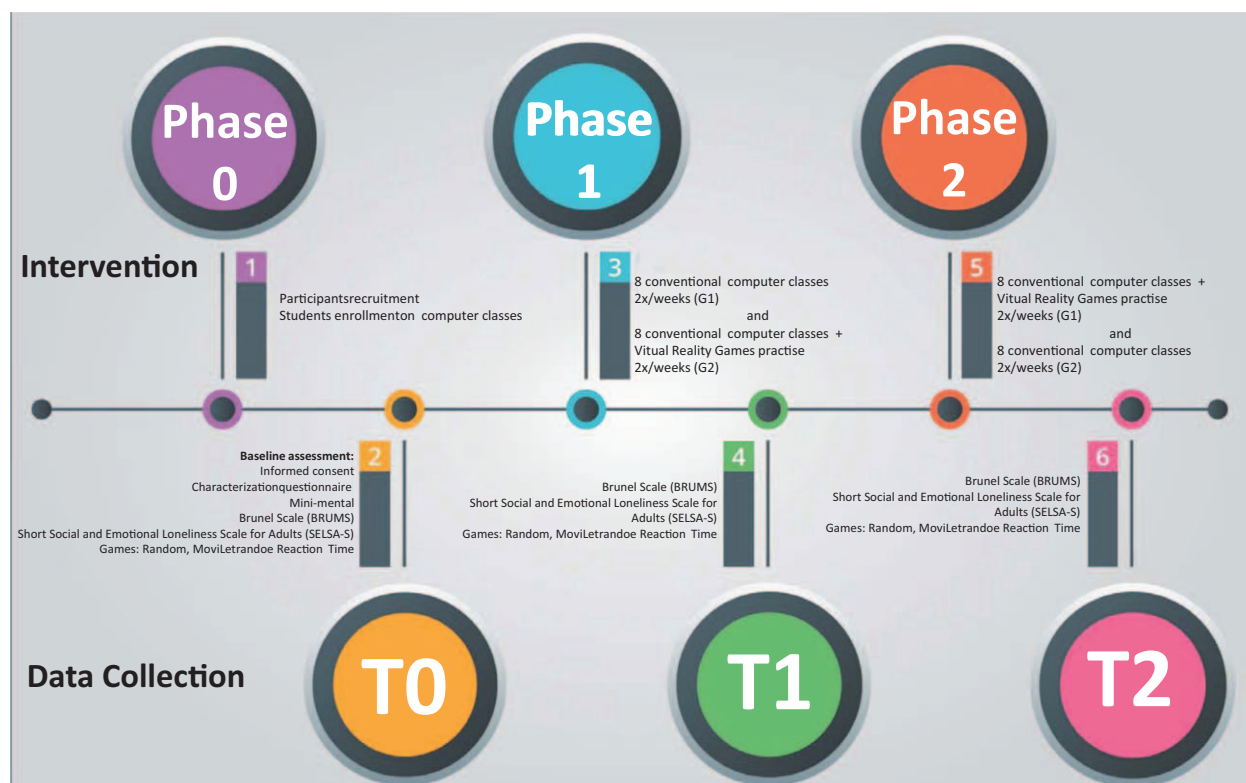 Phase
0
Phase
1
Phase
2
Intervention
1
Participantsrecruitment
Students enrollmenton computer classes
3
8 conventional computer classes
2x/weeks (G1)
and
8 conventional computer classes +
Vitual Reality Games practise
2x/weeks (G2)
5
8 conventional computer classes +
Vitual Reality Games practise
2x/weeks (G1)
and
8 conventional computer classes
2x/weeks (G2)
2
Baseline assessment:
Informed consent
Characterizationquestionnaire
Mini-mental
Brunel Scale (BRUMS)
Short Social and Emotional Loneliness Scale for Adults (SELSA-S)
Games: Random, MoviLetrandoe Reaction Time
4
Brunel Scale (BRUMS)
Short Social and Emotional Loneliness Scale for
Adults (SELSA-S)
Games: Random, MoviLetrandoe Reaction Time
6
Brunel Scale (BRUMS)
Short Social and Emotional Loneliness Scale for
Adults (SELSA-S)
Games: Random, MoviLetrandoe Reaction Time
Data Collection
T0
T1
T2